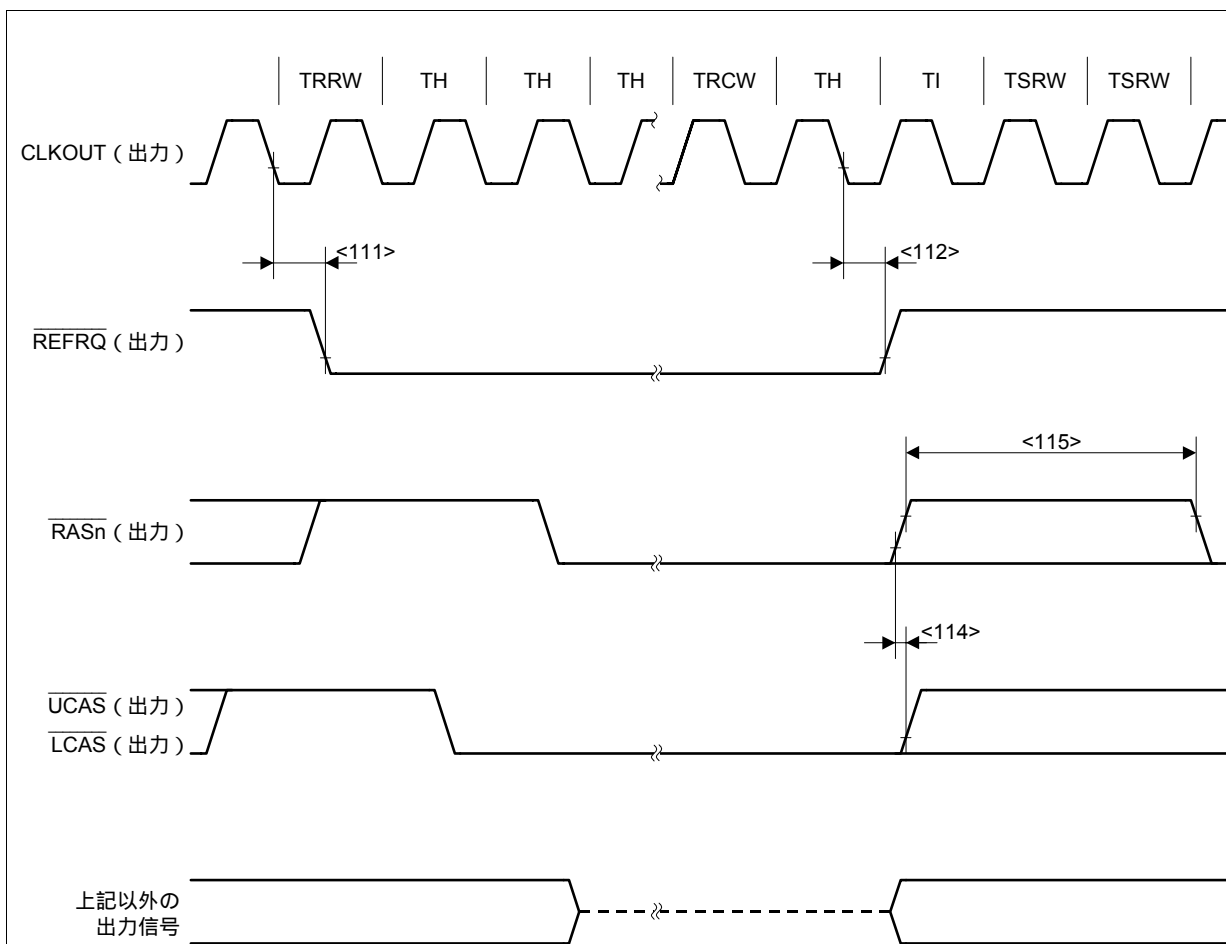 TRRW TH TH TH TRCW TH TI TSRW TSRW
CLKOUT（出力）
<111> <112>
REFRQ（出力）
<115>
RASn（出力）
<114>
UCAS（出力）
LCAS（出力）
上記以外の
出力信号